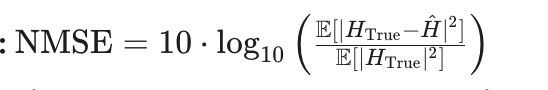 : NMSE = 10 · log₁₀ ( 𝔼[|H_True − Ĥ|²] / 𝔼[|H_True|²] )